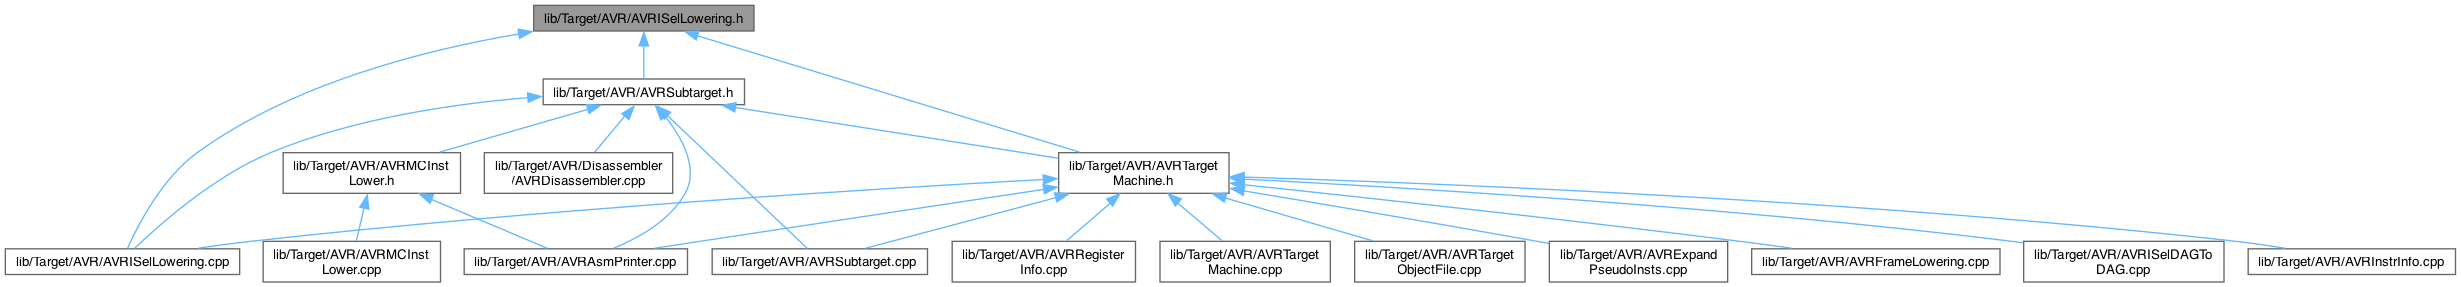 lib/Target/AVR/AVRISelLowering.h
lib/Target/AVR/AVRSubtarget.h
lib/Target/AVR/AVRMCInst
Lower.h
lib/Target/AVR/Disassembler
/AVRDisassembler.cpp
lib/Target/AVR/AVRTarget
Machine.h
lib/Target/AVR/AVRISelLowering.cpp
lib/Target/AVR/AVRMCInst
Lower.cpp
lib/Target/AVR/AVRAsmPrinter.cpp
lib/Target/AVR/AVRSubtarget.cpp
lib/Target/AVR/AVRRegister
Info.cpp
lib/Target/AVR/AVRTarget
Machine.cpp
lib/Target/AVR/AVRTarget
ObjectFile.cpp
lib/Target/AVR/AVRExpand
PseudoInsts.cpp
lib/Target/AVR/AVRFrameLowering.cpp
lib/Target/AVR/AVRISelDAGTo
DAG.cpp
lib/Target/AVR/AVRInstrInfo.cpp